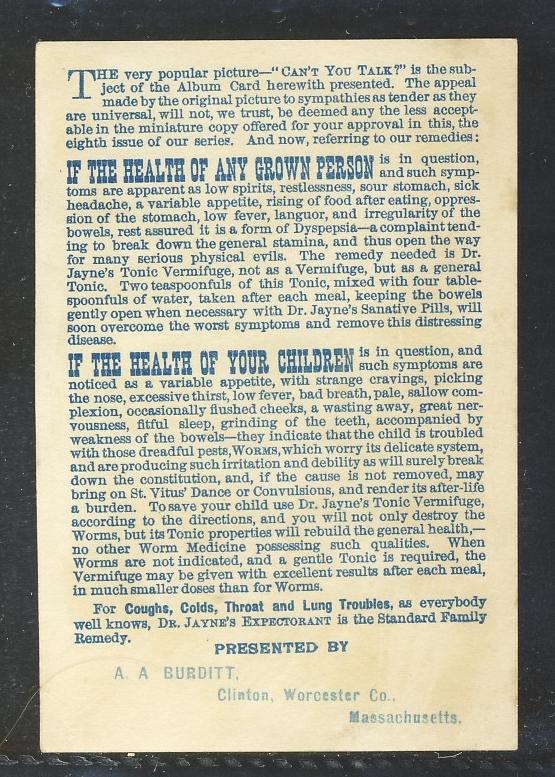 THE very popular picture—"CAN'T YOU TALK?" is the sub-
ject of the Album Card herewith presented. The appeal
made by the original picture to sympathies as tender as they
are universal, will not, we trust, be deemed any the less accept-
able in the miniature copy offered for your approval in this, the
eighth issue of our series. And now, referring to our remedies:
IF THE HEALTH OF ANY GROWN PERSON is in question,
and such symp-
toms are apparent as low spirits, restlessness, sour stomach, sick
headache, a variable appetite, rising of food after eating, oppres-
sion of the stomach, low fever, languor, and irregularity of the
bowels, rest assured it is a form of Dyspepsia—a complaint tend-
ing to break down the general stamina, and thus open the way
for many serious physical evils. The remedy needed is Dr.
Jayne's Tonic Vermifuge, not as a Vermifuge, but as a general
Tonic. Two teaspoonfuls of this Tonic, mixed with four table-
spoonfuls of water, taken after each meal, keeping the bowels
gently open when necessary with Dr. Jayne's Sanative Pills, will
soon overcome the worst symptoms and remove this distressing
disease.
IF THE HEALTH OF YOUR CHILDREN is in question, and
such symptoms are
noticed as a variable appetite, with strange cravings, picking
the nose, excessive thirst, low fever, bad breath, pale, sallow com-
plexion, occasionally flushed cheeks, a wasting away, great ner-
vousness, fitful sleep, grinding of the teeth, accompanied by
weakness of the bowels—they indicate that the child is troubled
with those dreadful pests, WORMS, which worry its delicate system,
and are producing such irritation and debility as will surely break
down the constitution, and, if the cause is not removed, may
bring on St. Vitus' Dance or Convulsions, and render its after-life
a burden. To save your child use Dr. Jayne's Tonic Vermifuge,
according to the directions, and you will not only destroy the
Worms, but its Tonic properties will rebuild the general health,—
no other Worm Medicine possessing such qualities. When
Worms are not indicated, and a gentle Tonic is required, the
Vermifuge may be given with excellent results after each meal,
in much smaller doses than for Worms.
For Coughs, Colds, Throat and Lung Troubles, as everybody
well knows, DR. JAYNE'S EXPECTORANT is the Standard Family
Remedy.
PRESENTED BY
A. A BURDITT,
Clinton, Worcester Co.,
Massachusetts.